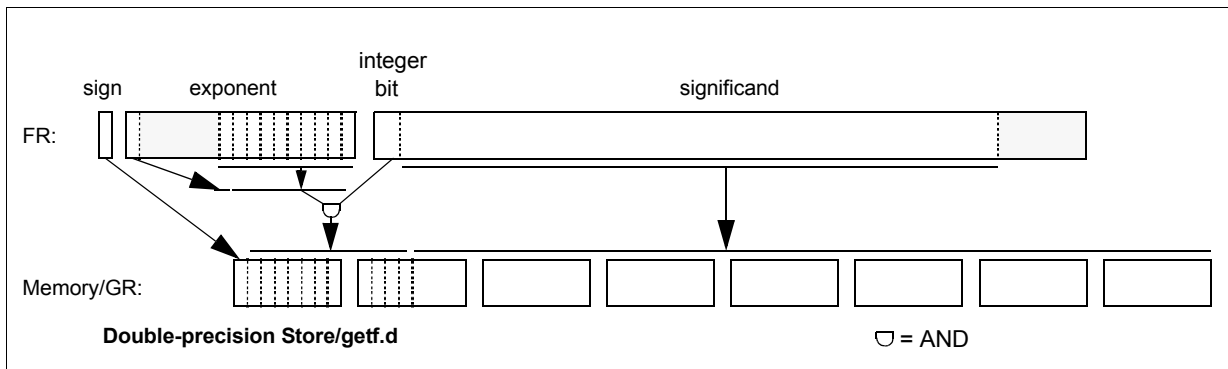 integer
sign exponent bit significand
FR:
Memory/GR:
Double-precision Store/getf.d = AND